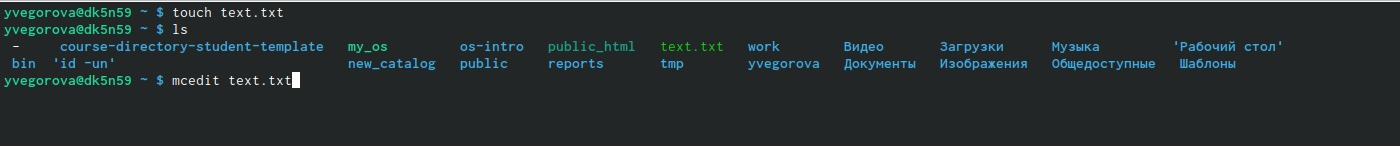 yvegorova@dk5n59 ~ $ touch text.txt
yvegorova@dk5n59 ~ $ ls
-     course-directory-student-template   my_os         os-intro   public_html   text.txt   work        Видео       Загрузки      Музыка         'Рабочий стол'
bin  'id -un'                             new_catalog   public     reports       tmp        yvegorova   Документы   Изображения   Общедоступные   Шаблоны
yvegorova@dk5n59 ~ $ mcedit text.txt